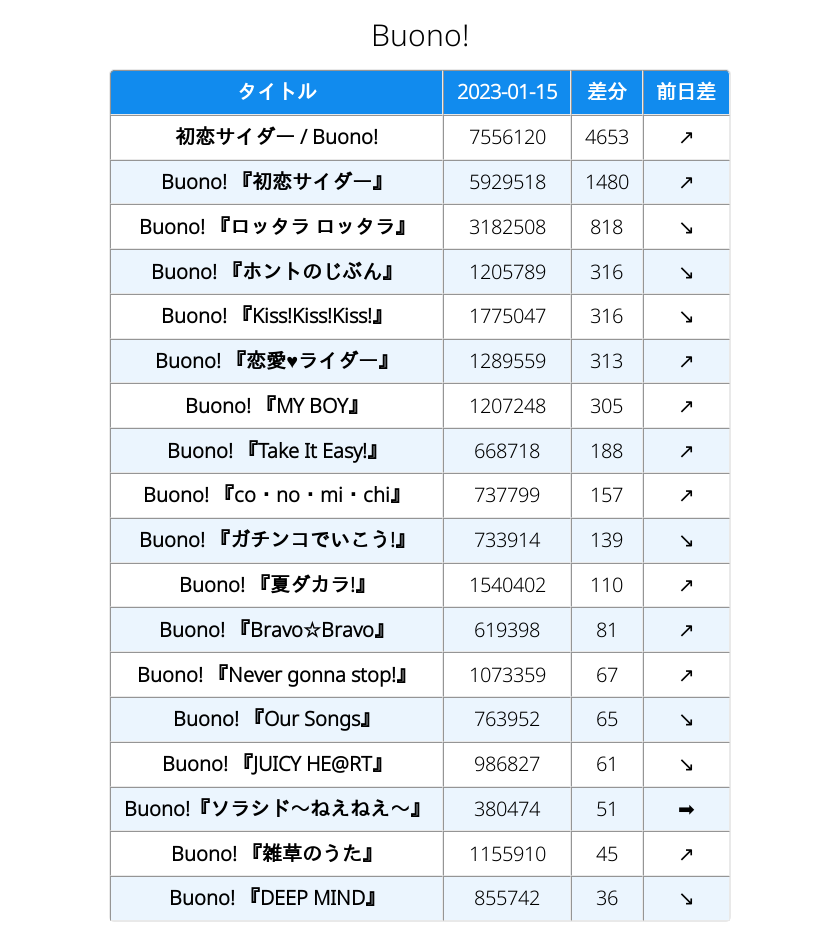 Buono!
タイトル 2023-01-15 差分 前日差
初恋サイダー / Buono! 7556120 4653 ↗
Buono! 『初恋サイダー』 5929518 1480 ↗
Buono! 『ロッタラ ロッタラ』 3182508 818 ↘
Buono! 『ホントのじぶん』 1205789 316 ↘
Buono! 『Kiss!Kiss!Kiss!』 1775047 316 ↘
Buono! 『恋愛♥ライダー』 1289559 313 ↗
Buono! 『MY BOY』 1207248 305 ↗
Buono! 『Take It Easy!』 668718 188 ↗
Buono! 『co・no・mi・chi』 737799 157 ↗
Buono! 『ガチンコでいこう!』 733914 139 ↘
Buono! 『夏ダカラ!』 1540402 110 ↗
Buono! 『Bravo☆Bravo』 619398 81 ↗
Buono! 『Never gonna stop!』 1073359 67 ↗
Buono! 『Our Songs』 763952 65 ↘
Buono! 『JUICY HE@RT』 986827 61 ↘
Buono!『ソラシド～ねえねえ～』 380474 51 ➡
Buono! 『雑草のうた』 1155910 45 ↗
Buono! 『DEEP MIND』 855742 36 ↘